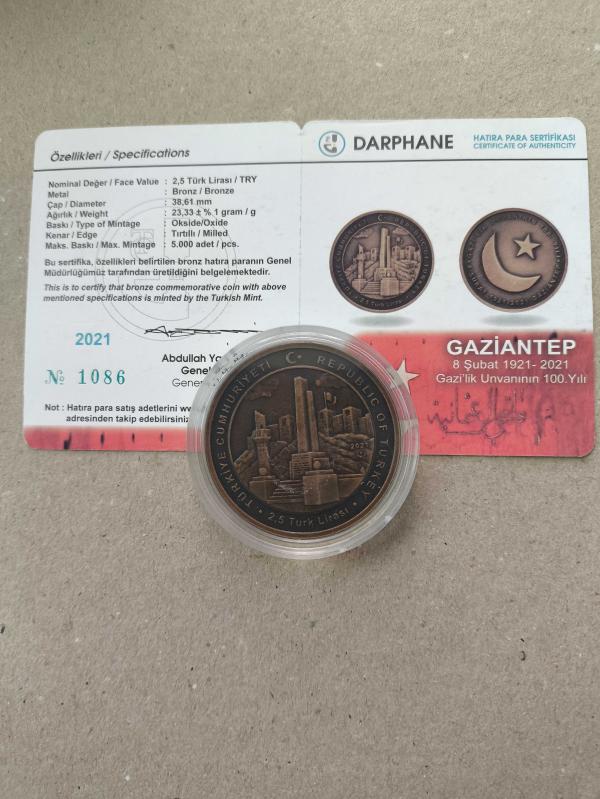 Özellikleri / Specifications
Nominal Değer / Face Value : 2,5 Türk Lirası / TRY
Metal : Bronz / Bronze
Çap / Diameter : 38,61 mm
Ağırlık / Weight : 23,33 ± % 1 gram / g
Baskı / Type of Mintage : Okside/Oxide
Kenar / Edge : Tırtıllı / Milled
Maks. Baskı / Max. Mintage : 5.000 adet / pcs.
Bu sertifika, özellikleri belirtilen bronz hatıra paranın Genel
Müdürlüğümüz tarafından üretildiğini belgelemektedir.
This is to certify that bronze commemorative coin with above
mentioned specifications is minted by the Turkish Mint.
2021
№ 1086
Abdullah
Genel
Not : Hatıra para satış adetlerini
adresinden takip edebilirsiniz
DARPHANE
HATIRA PARA SERTİFİKASI
CERTIFICATE OF AUTHENTICITY
GAZİANTEP
8 Şubat 1921- 2021
Gazi'lik Unvanının 100.Yılı
TÜRKİYE CUMHURİYETİ
REPUBLIC OF TURKEY
2021
2,5 Türk Lirası